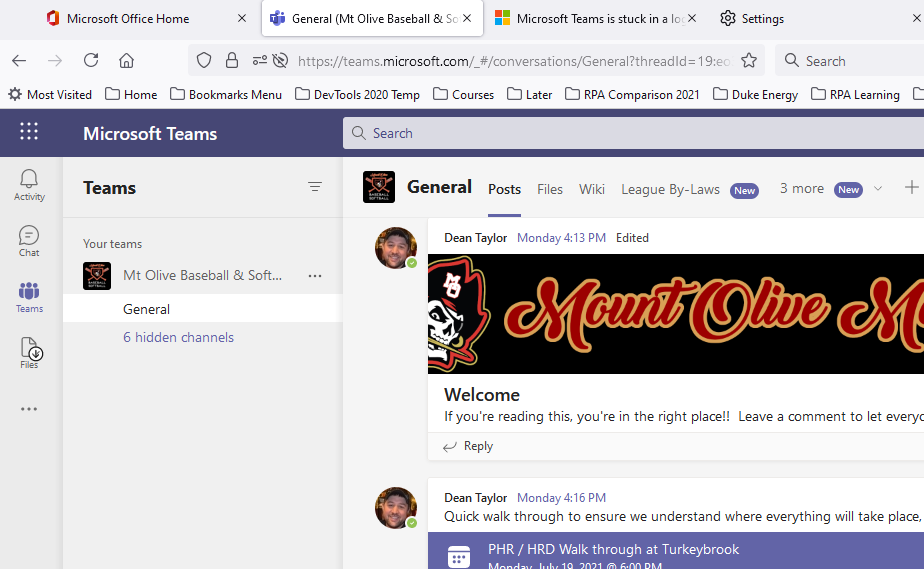 Microsoft Office Home
General (Mt Olive Baseball & So
Microsoft Teams is stuck in a log
Settings
https://teams.microsoft.com/_#/conversations/General?threadId=19:eo
Search
Most Visited Home Bookmarks Menu DevTools 2020 Temp Courses Later RPA Comparison 2021 Duke Energy RPA Learning
Microsoft Teams
Search
Activity
Chat
Teams
Files
Teams
Your teams
Mt Olive Baseball & Soft...
General
6 hidden channels
BASEBALL
SOFTBALL
General Posts Files Wiki League By-Laws New 3 more New
Dean Taylor Monday 4:13 PM Edited
MO
Mount Olive M
Welcome
If you're reading this, you're in the right place!! Leave a comment to let everyo
Reply
Dean Taylor Monday 4:16 PM
Quick walk through to ensure we understand where everything will take place,
PHR / HRD Walk through at Turkeybrook
Monday, July 19, 2021 @ 6:00 PM